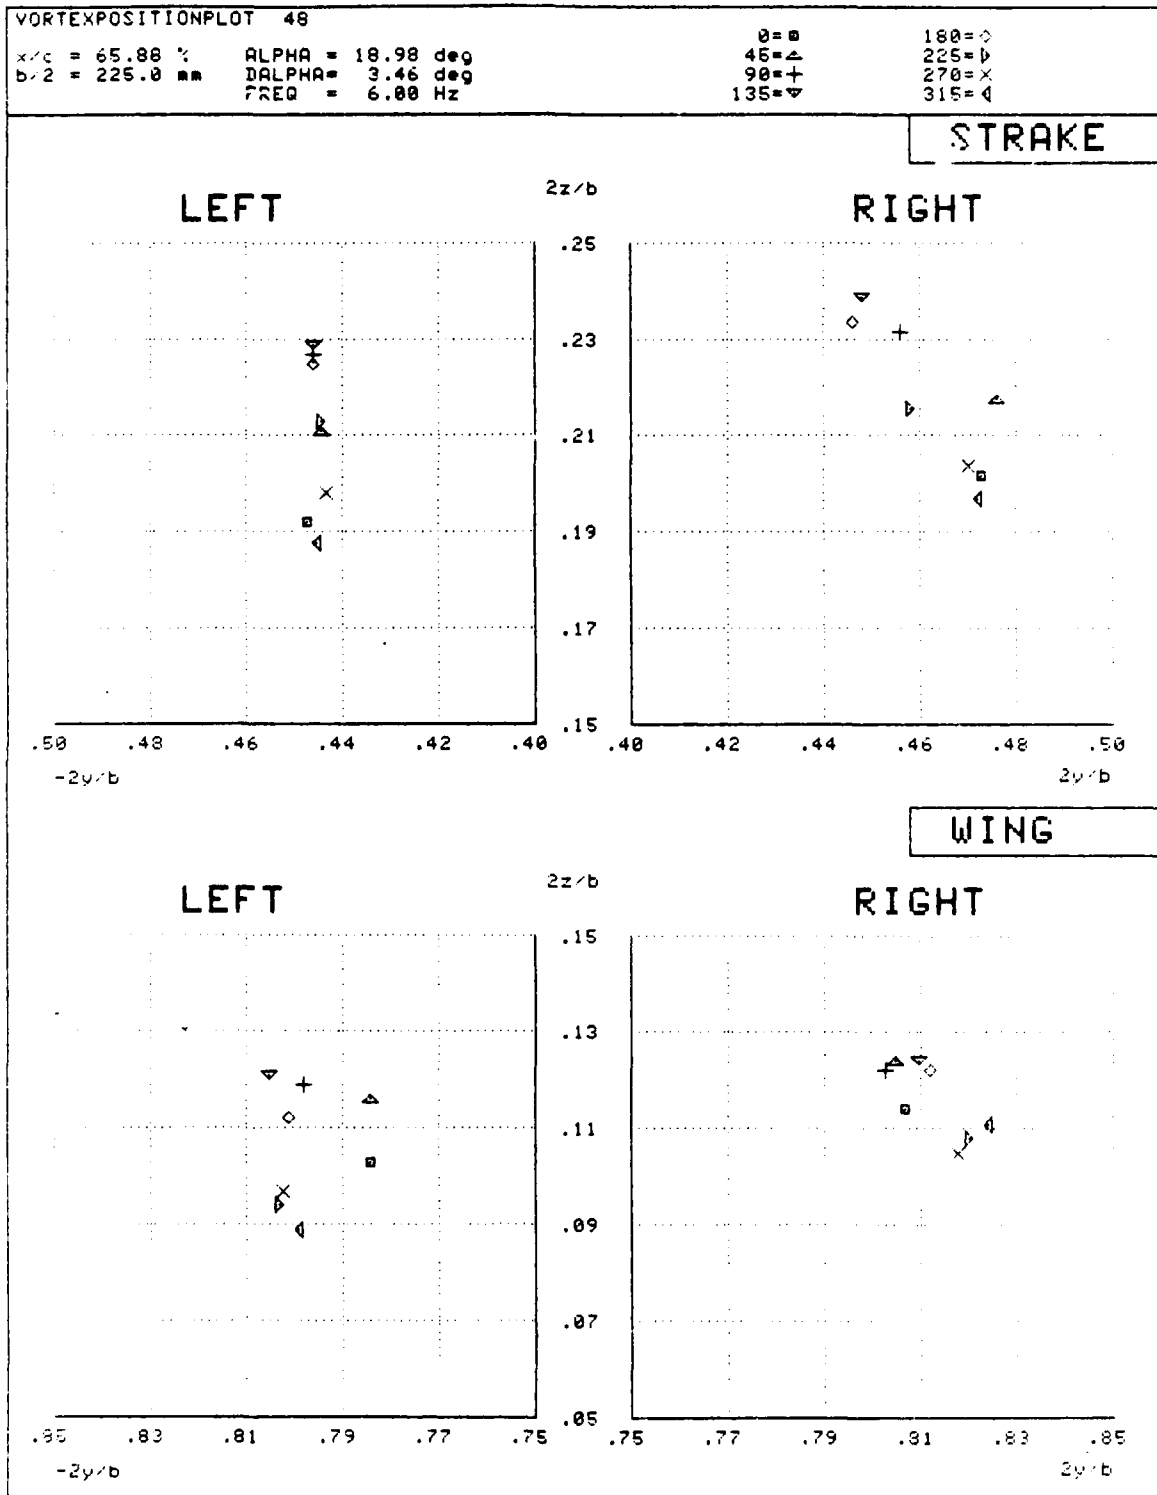 VORTEXPOSITIONPLOT 48
x/c = 65.88 % ALPHA = 18.98 deg 0= 180=
b/2 = 225.0 mm DALPHA= 3.46 deg 45= 225=
FREQ = 6.00 Hz 90= 270=
135= 315=
STRAKE
2z/b
LEFT RIGHT
.25
.23
.21
.19
.17
.15
.50 .48 .46 .44 .42 .40 .40 .42 .44 .46 .48 .50
-2y/b 2y/b
WING
2z/b
LEFT RIGHT
.15
.13
.11
.09
.07
.05
.85 .83 .81 .79 .77 .75 .75 .77 .79 .81 .83 .85
-2y/b 2y/b